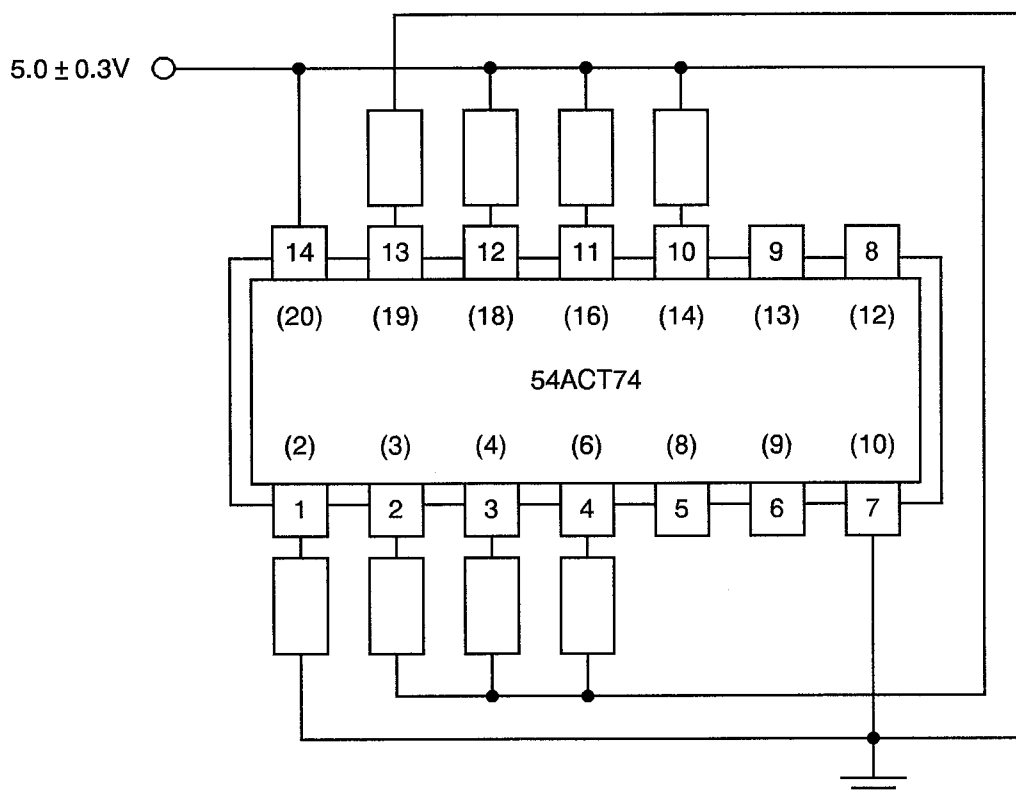 5.0 ± 0.3V
14 13 12 11 10 9 8
(20) (19) (18) (16) (14) (13) (12)
54ACT74
(2) (3) (4) (6) (8) (9) (10)
1 2 3 4 5 6 7